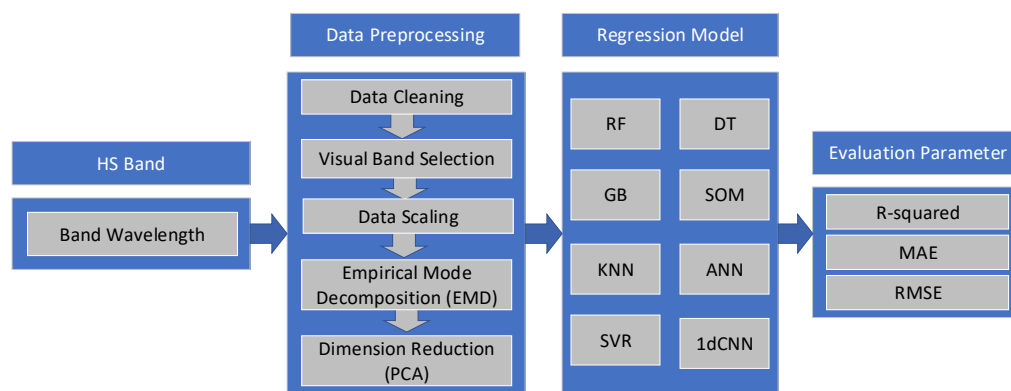 HS Band
Band Wavelength
Data Preprocessing
Data Cleaning
Visual Band Selection
Data Scaling
Empirical Mode
Decomposition (EMD)
Dimension Reduction
(PCA)
Regression Model
RF
DT
GB
SOM
KNN
ANN
SVR
1dCNN
Evaluation Parameter
R-squared
MAE
RMSE